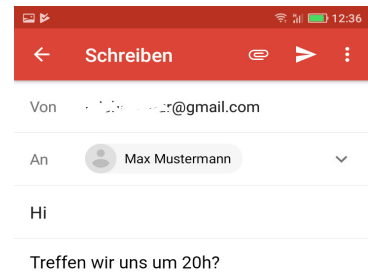 12:36
Schreiben
Von @gmail.com
An Max Mustermann
Hi
Treffen wir uns um 20h?